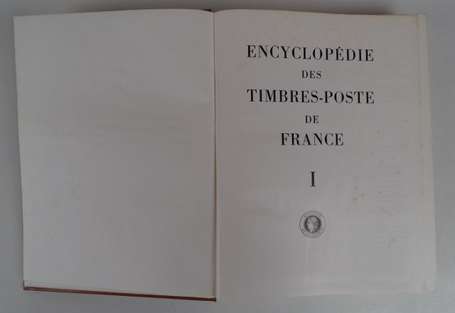 ENCYCLOPÉDIE
DES
TIMBRES-POSTE
DE
FRANCE
I